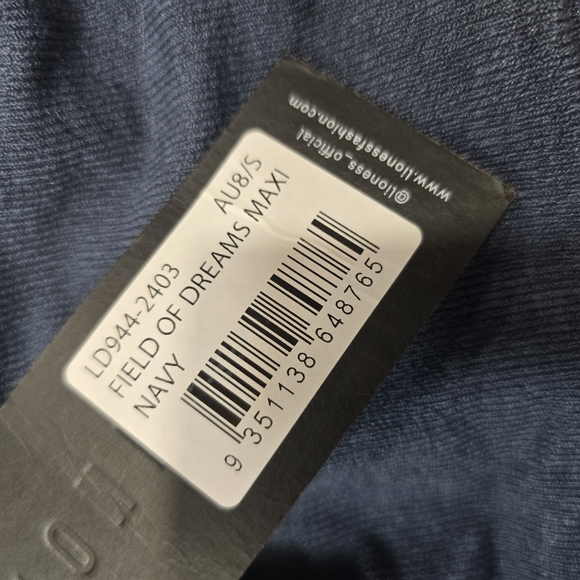 @lioness_official
www.lionessfashion.com
LD944-2403 AU8/S
FIELD OF DREAMS MAXI
NAVY
9 351138 648765